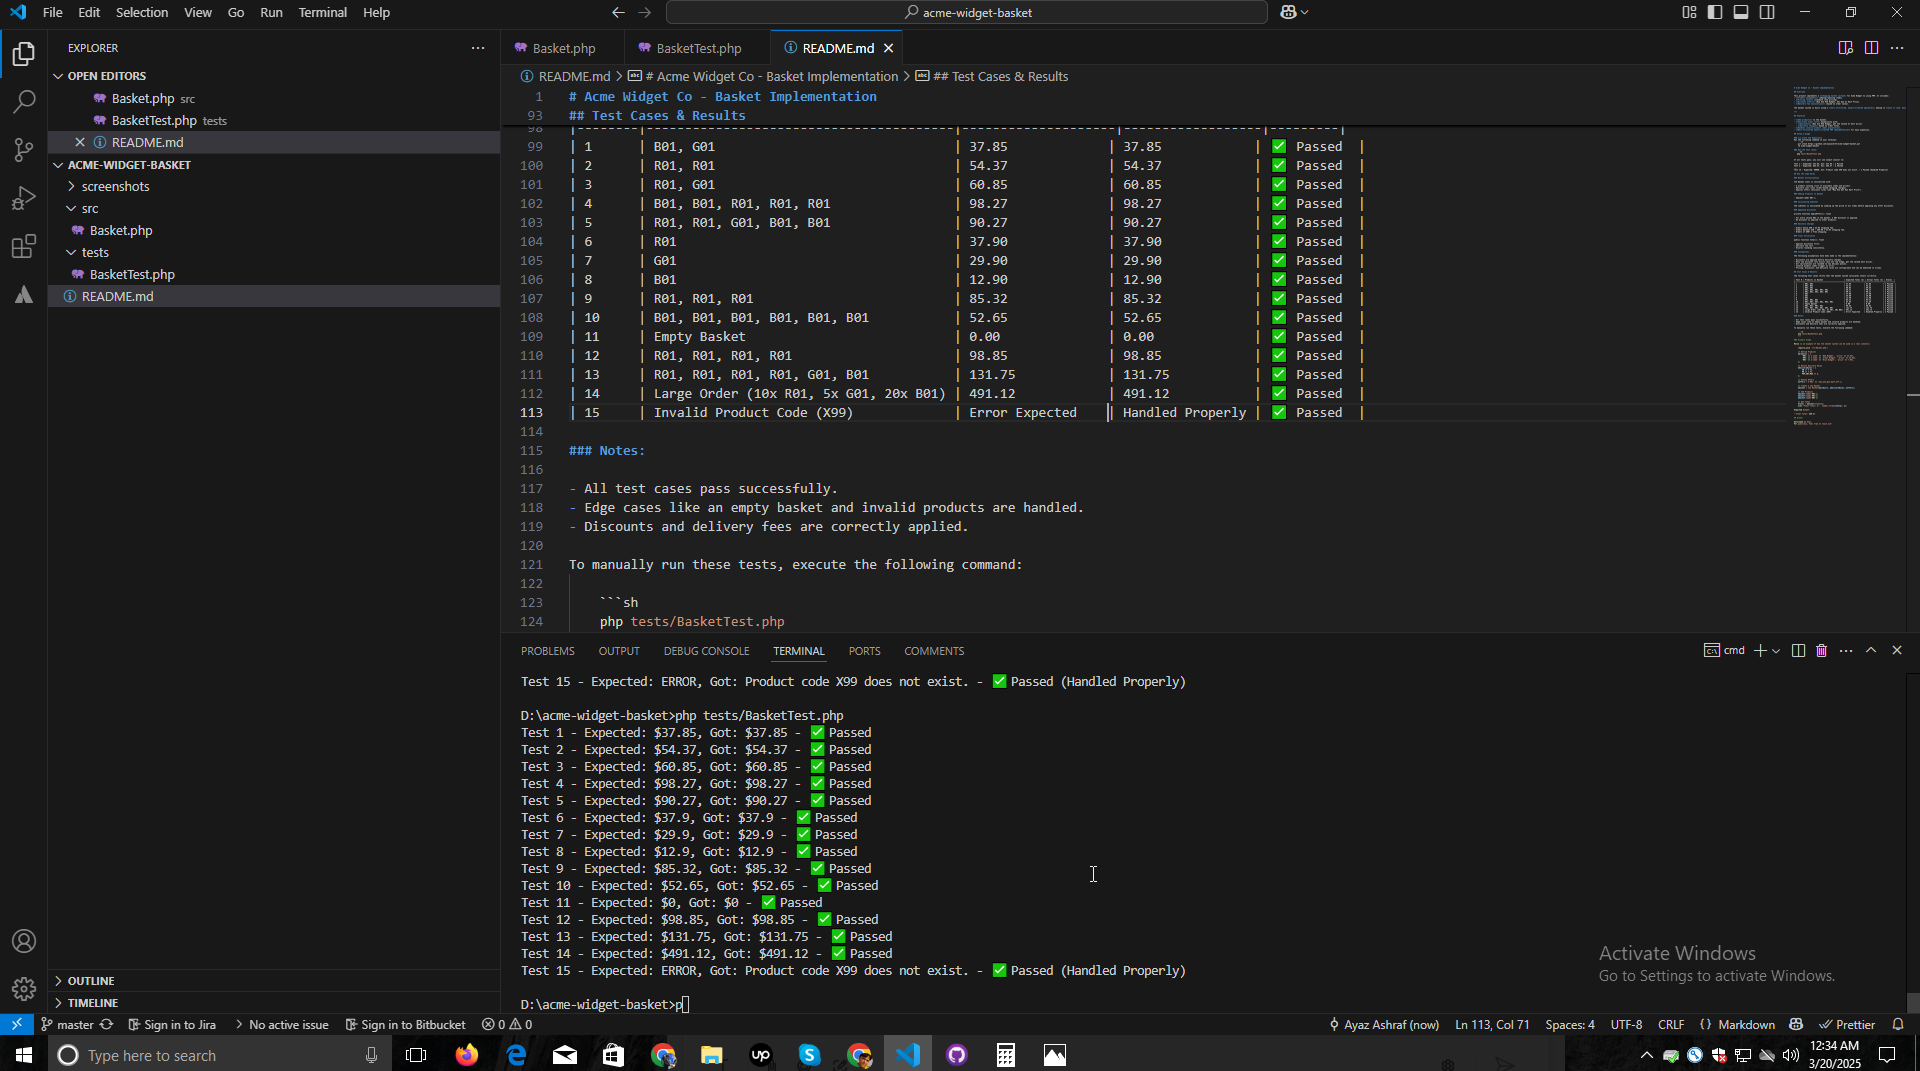 File Edit Selection View Go Run Terminal Help
acme-widget-basket
EXPLORER
OPEN EDITORS
Basket.php src
BasketTest.php tests
README.md
ACME-WIDGET-BASKET
screenshots
src
Basket.php
tests
BasketTest.php
README.md
OUTLINE
TIMELINE
Basket.php BasketTest.php README.md
README.md > # Acme Widget Co - Basket Implementation > ## Test Cases & Results
1 # Acme Widget Co - Basket Implementation
93 ## Test Cases & Results
98 |--------|----------------------------------------|--------------------|------------------|---------|
99 | 1 | B01, G01 | 37.85 | 37.85 | ✅ Passed |
100 | 2 | R01, R01 | 54.37 | 54.37 | ✅ Passed |
101 | 3 | R01, G01 | 60.85 | 60.85 | ✅ Passed |
102 | 4 | B01, B01, R01, R01, R01 | 98.27 | 98.27 | ✅ Passed |
103 | 5 | R01, R01, G01, B01, B01 | 90.27 | 90.27 | ✅ Passed |
104 | 6 | R01 | 37.90 | 37.90 | ✅ Passed |
105 | 7 | G01 | 29.90 | 29.90 | ✅ Passed |
106 | 8 | B01 | 12.90 | 12.90 | ✅ Passed |
107 | 9 | R01, R01, R01 | 85.32 | 85.32 | ✅ Passed |
108 | 10 | B01, B01, B01, B01, B01, B01 | 52.65 | 52.65 | ✅ Passed |
109 | 11 | Empty Basket | 0.00 | 0.00 | ✅ Passed |
110 | 12 | R01, R01, R01, R01 | 98.85 | 98.85 | ✅ Passed |
111 | 13 | R01, R01, R01, R01, G01, B01 | 131.75 | 131.75 | ✅ Passed |
112 | 14 | Large Order (10x R01, 5x G01, 20x B01) | 491.12 | 491.12 | ✅ Passed |
113 | 15 | Invalid Product Code (X99) | Error Expected | Handled Properly | ✅ Passed |
114
115 ### Notes:
116
117 - All test cases pass successfully.
118 - Edge cases like an empty basket and invalid products are handled.
119 - Discounts and delivery fees are correctly applied.
120
121 To manually run these tests, execute the following command:
122
123 ```sh
124 php tests/BasketTest.php
PROBLEMS OUTPUT DEBUG CONSOLE TERMINAL PORTS COMMENTS
cmd
Test 15 - Expected: ERROR, Got: Product code X99 does not exist. - ✅ Passed (Handled Properly)
D:\acme-widget-basket>php tests/BasketTest.php
Test 1 - Expected: $37.85, Got: $37.85 - ✅ Passed
Test 2 - Expected: $54.37, Got: $54.37 - ✅ Passed
Test 3 - Expected: $60.85, Got: $60.85 - ✅ Passed
Test 4 - Expected: $98.27, Got: $98.27 - ✅ Passed
Test 5 - Expected: $90.27, Got: $90.27 - ✅ Passed
Test 6 - Expected: $37.9, Got: $37.9 - ✅ Passed
Test 7 - Expected: $29.9, Got: $29.9 - ✅ Passed
Test 8 - Expected: $12.9, Got: $12.9 - ✅ Passed
Test 9 - Expected: $85.32, Got: $85.32 - ✅ Passed
Test 10 - Expected: $52.65, Got: $52.65 - ✅ Passed
Test 11 - Expected: $0, Got: $0 - ✅ Passed
Test 12 - Expected: $98.85, Got: $98.85 - ✅ Passed
Test 13 - Expected: $131.75, Got: $131.75 - ✅ Passed
Test 14 - Expected: $491.12, Got: $491.12 - ✅ Passed
Test 15 - Expected: ERROR, Got: Product code X99 does not exist. - ✅ Passed (Handled Properly)
D:\acme-widget-basket>p
Activate Windows
Go to Settings to activate Windows.
master Sign in to Jira No active issue Sign in to Bitbucket 0 0 Ayaz Ashraf (now) Ln 113, Col 71 Spaces: 4 UTF-8 CRLF {} Markdown Prettier
Type here to search
up
12:34 AM
3/20/2025